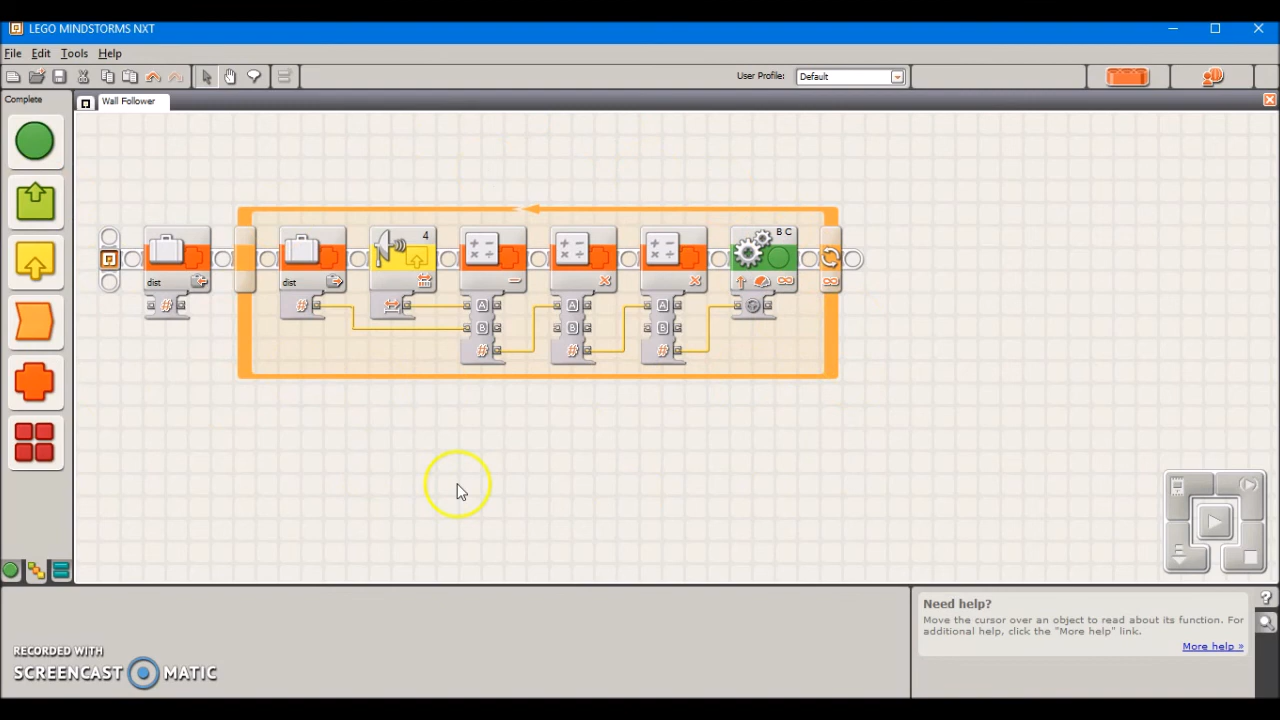 LEGO MINDSTORMS NXT
File Edit Tools Help
User Profile: Default
Complete
Wall Follower
4
B C
dist
dist
#
#
A
A
A
B
B
B
#
#
#
Need help?
Move the cursor over an object to read about its function. For
additional help, click the "More help" link.
More help »
RECORDED WITH
SCREENCAST MATIC